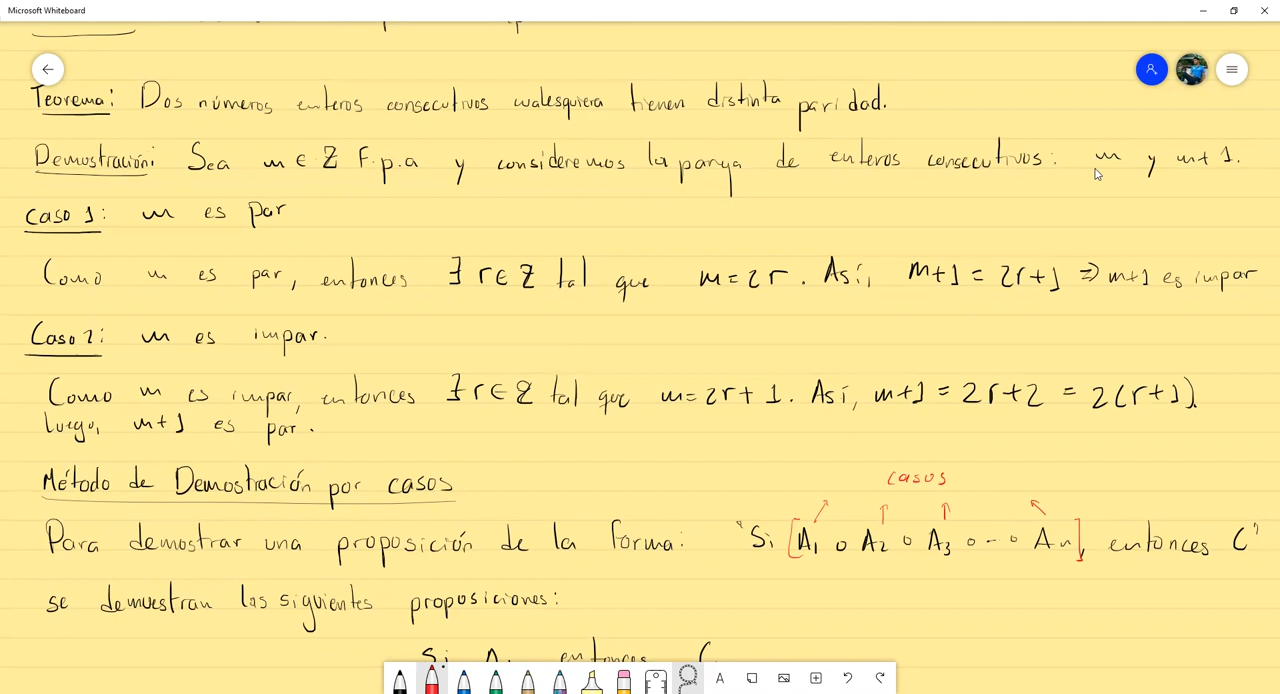 Microsoft Whiteboard
Teorema: Dos números enteros consecutivos cualesquiera tienen distinta paridad.
Demostración: Sea m ∈ Z F.p.a y consideremos la pareja de enteros consecutivos: m y m+1.
Caso 1: m es par
Como m es par, entonces ∃ r ∈ Z tal que m = 2r. Así, m+1 = 2r+1 => m+1 es impar
Caso 2: m es impar.
Como m es impar, entonces ∃ r ∈ Z tal que m = 2r + 1. Así, m+1 = 2r+2 = 2(r+1).
Luego, m+1 es par.
Método de Demostración por casos
casos
Para demostrar una proposición de la forma: "Si [A1 o A2 o A3 o -- o An], entonces C"
se demuestran las siguientes proposiciones:
Si A1 entonces C